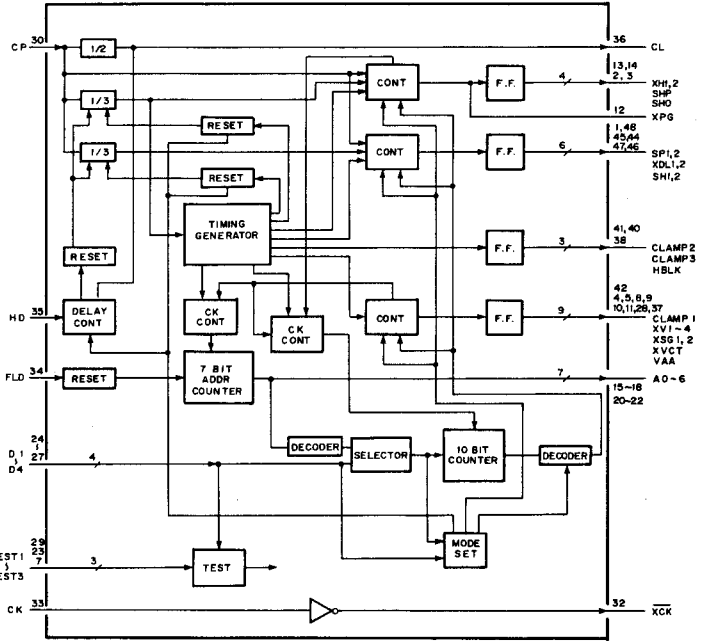 CP 30 1/2 36 CL
13,14
2, 3
CONT F.F. 4 XH1,2
SHP
SHD
1/3 12 XPG
RESET
1, 48
45,44
47,46
1/3 CONT F.F. 6 SP1,2
XDL1,2
SH1,2
RESET
TIMING
GENERATOR
41, 40
38
F.F. 3 CLAMP2
CLAMP3
HBLK
RESET
42
4,5,8,9
10,11,28,37
HD 35 DELAY
CONT
CK
CONT
CK
CONT
CONT F.F. 9 CLAMP 1
XV1~4
XSG1, 2
XVCT
VAA
FLD 34 RESET 7 BIT
ADDR
COUNTER
7 A0~6
15~18
20~22
24
27
D1
D4
4
DECODER SELECTOR 10 BIT
COUNTER
DECODER
MODE
SET
29
23
7
EST1
EST3
3 TEST
CK 33 32 XCK